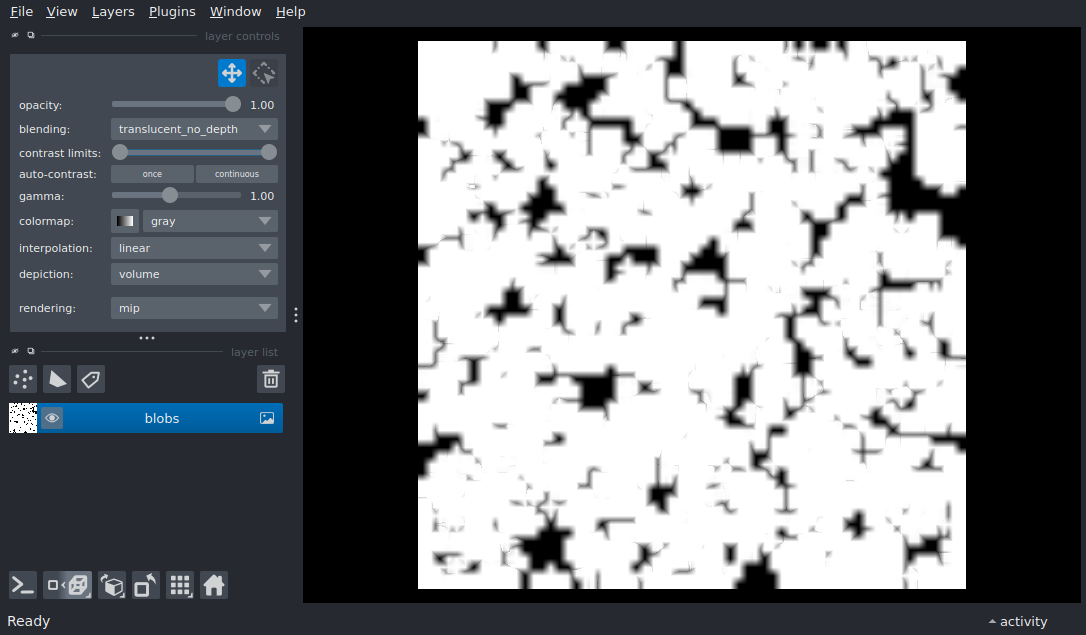 File View Layers Plugins Window Help
layer controls
opacity: 1.00
blending: translucent_no_depth
contrast limits:
auto-contrast: once continuous
gamma: 1.00
colormap: gray
interpolation: linear
depiction: volume
rendering: mip
layer list
blobs
Ready activity